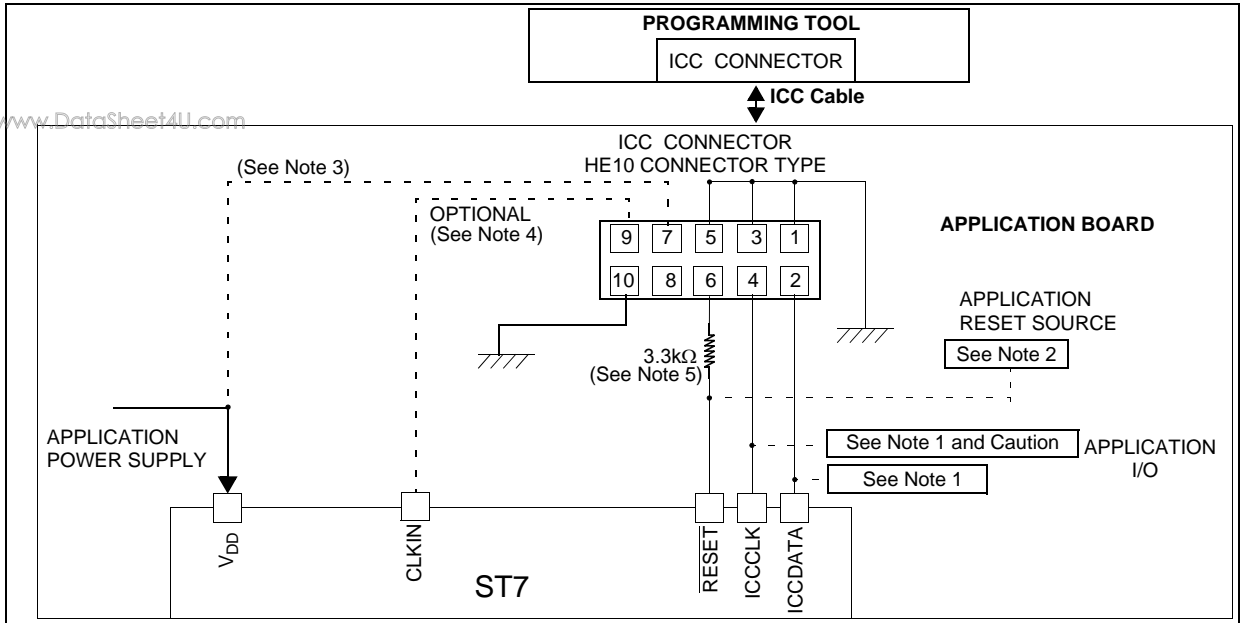 PROGRAMMING TOOL
ICC CONNECTOR
ICC Cable
www.DataSheet4U.com
ICC CONNECTOR
HE10 CONNECTOR TYPE
(See Note 3)
OPTIONAL
(See Note 4)
9 7 5 3 1
10 8 6 4 2
APPLICATION BOARD
APPLICATION
RESET SOURCE
See Note 2
3.3kΩ
(See Note 5)
APPLICATION
POWER SUPPLY
See Note 1 and Caution
See Note 1
APPLICATION
I/O
VDD
CLKIN
RESET
ICCCLK
ICCDATA
ST7